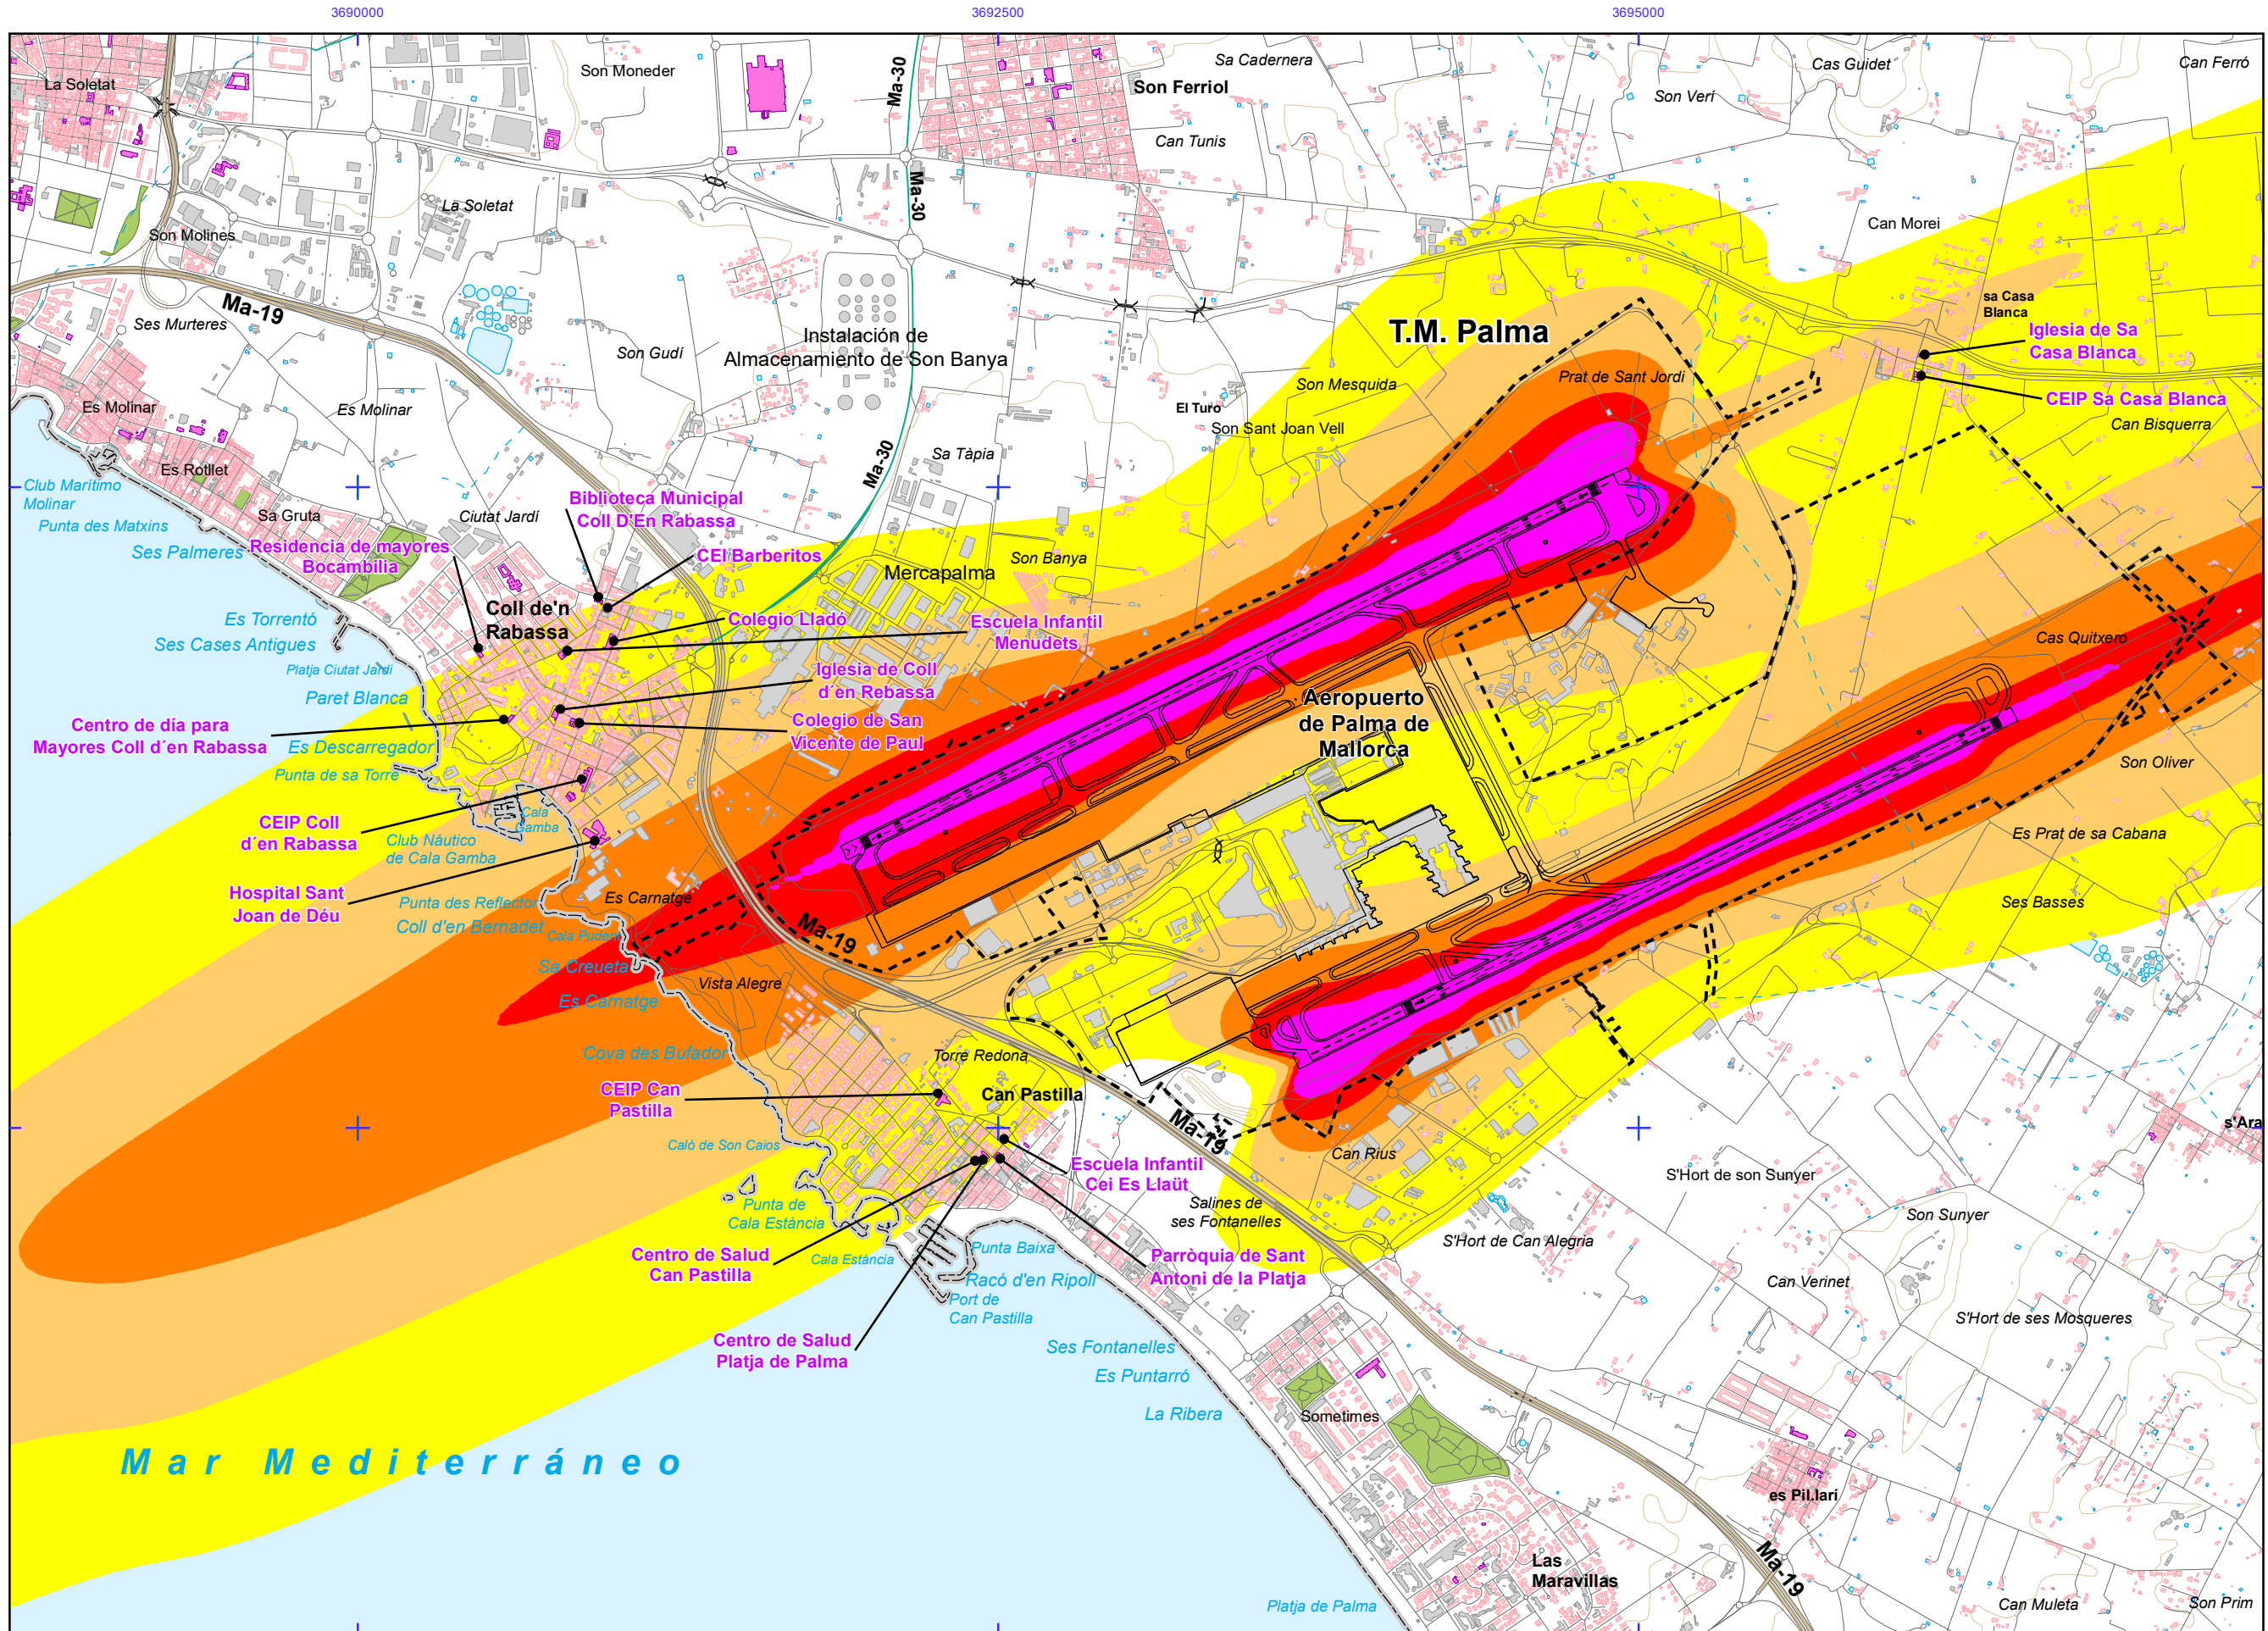 3690000
3692500
3695000
La Soletat
Son Moneder
Ma-30
Sa Cadernera
Son Ferriol
Cas Guidet
Can Ferró
Son Verí
Can Tunis
Ma-30
La Soletat
Son Molines
Can Morei
Ma-19
Ses Murteres
Son Gudí
Instalación de
Almacenamiento de Son Banya
T.M. Palma
sa Casa
Blanca
Iglesia de Sa
Casa Blanca
Son Mesquida
Prat de Sant Jordi
CEIP Sa Casa Blanca
Es Molinar
Es Molinar
El Turo
Son Sant Joan Vell
Can Bisquerra
Sa Tàpia
Ma-30
Es Rotllet
Club Marítimo
Molinar
Biblioteca Municipal
Coll D'En Rabassa
Sa Gruta
Ciutat Jardí
Punta des Matxins
Ses Palmeres
Residencia de mayores
Bocambilia
CEI Barberitos
Son Banya
Mercapalma
Coll de'n
Rabassa
Es Torrentó
Colegio Lladó
Escuela Infantil
Menudets
Ses Cases Antigues
Cas Quitxero
Platja Ciutat Jardí
Iglesia de Coll
d´en Rebassa
Paret Blanca
Aeropuerto
de Palma de
Mallorca
Centro de día para
Mayores Coll d´en Rabassa
Colegio de San
Vicente de Paul
Es Descarregador
Punta de sa Torre
Son Oliver
Cala
Gamba
CEIP Coll
d´en Rabassa
Club Náutico
de Cala Gamba
Es Prat de sa Cabana
Hospital Sant
Joan de Déu
Punta des Reflector
Es Carnatge
Ses Basses
Coll d'en Bernadet
Cala Pudent
Ma-19
Sa Creueta
Vista Alegre
Es Carnatge
Cova des Bufador
Torre Redona
CEIP Can
Pastilla
Can Pastilla
Ma-19
s'Ara
Caló de Son Caios
Can Rius
Escuela Infantil
Cei Es Llaüt
S'Hort de son Sunyer
Punta de
Cala Estància
Salines de
ses Fontanelles
Son Sunyer
S'Hort de Can Alegria
Centro de Salud
Can Pastilla
Cala Estància
Punta Baixa
Parròquia de Sant
Antoni de la Platja
Racó d'en Ripoll
Can Verinet
Port de
Can Pastilla
S'Hort de ses Mosqueres
Centro de Salud
Platja de Palma
Ses Fontanelles
Es Puntarró
La Ribera
Sometimes
Mar Mediterráneo
es Pil.larí
Las
Maravillas
Ma-19
Platja de Palma
Can Muleta
Son Prim